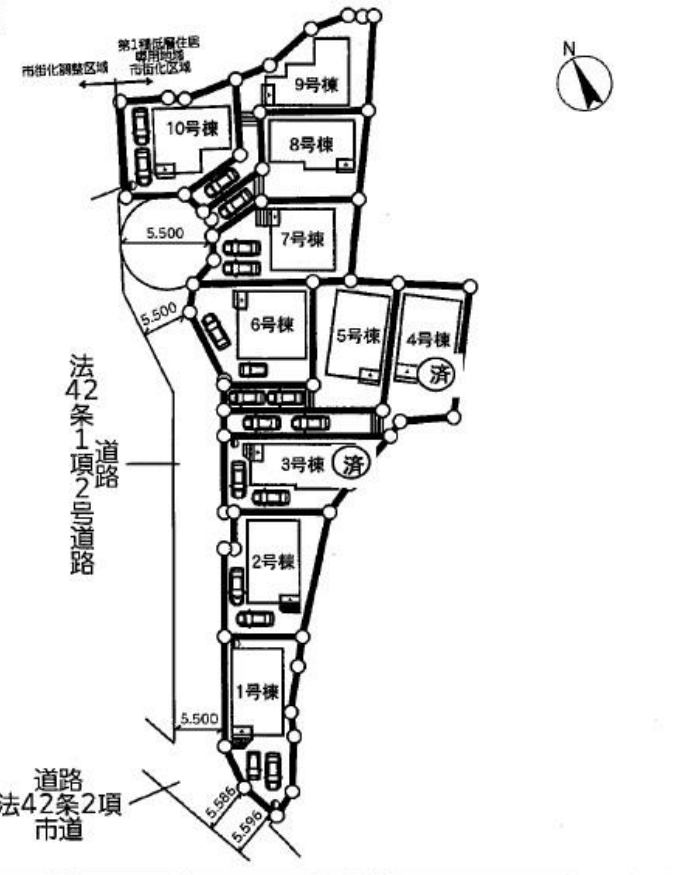 第1種低層住居
専用地域
市街化調整区域
市街化区域
N
9号棟
10号棟
8号棟
7号棟
5.500
5.500
6号棟
5号棟
4号棟
済
法42条1項2号道路
道路
3号棟
済
2号棟
1号棟
5.500
道路
法42条2項
市道
5.586
5.596